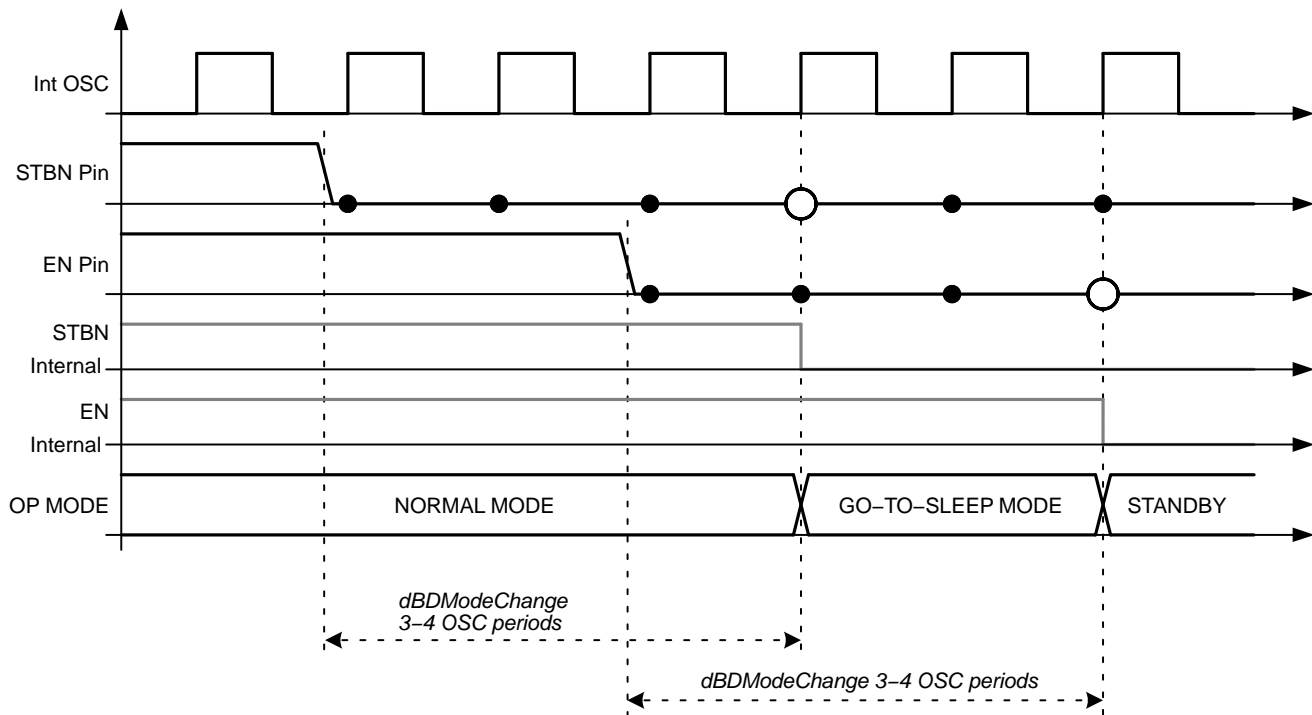 Int OSC
STBN Pin
EN Pin
STBN
Internal
EN
Internal
OP MODE
NORMAL MODE
GO−TO−SLEEP MODE
STANDBY
dBDModeChange
3−4 OSC periods
dBDModeChange 3−4 OSC periods